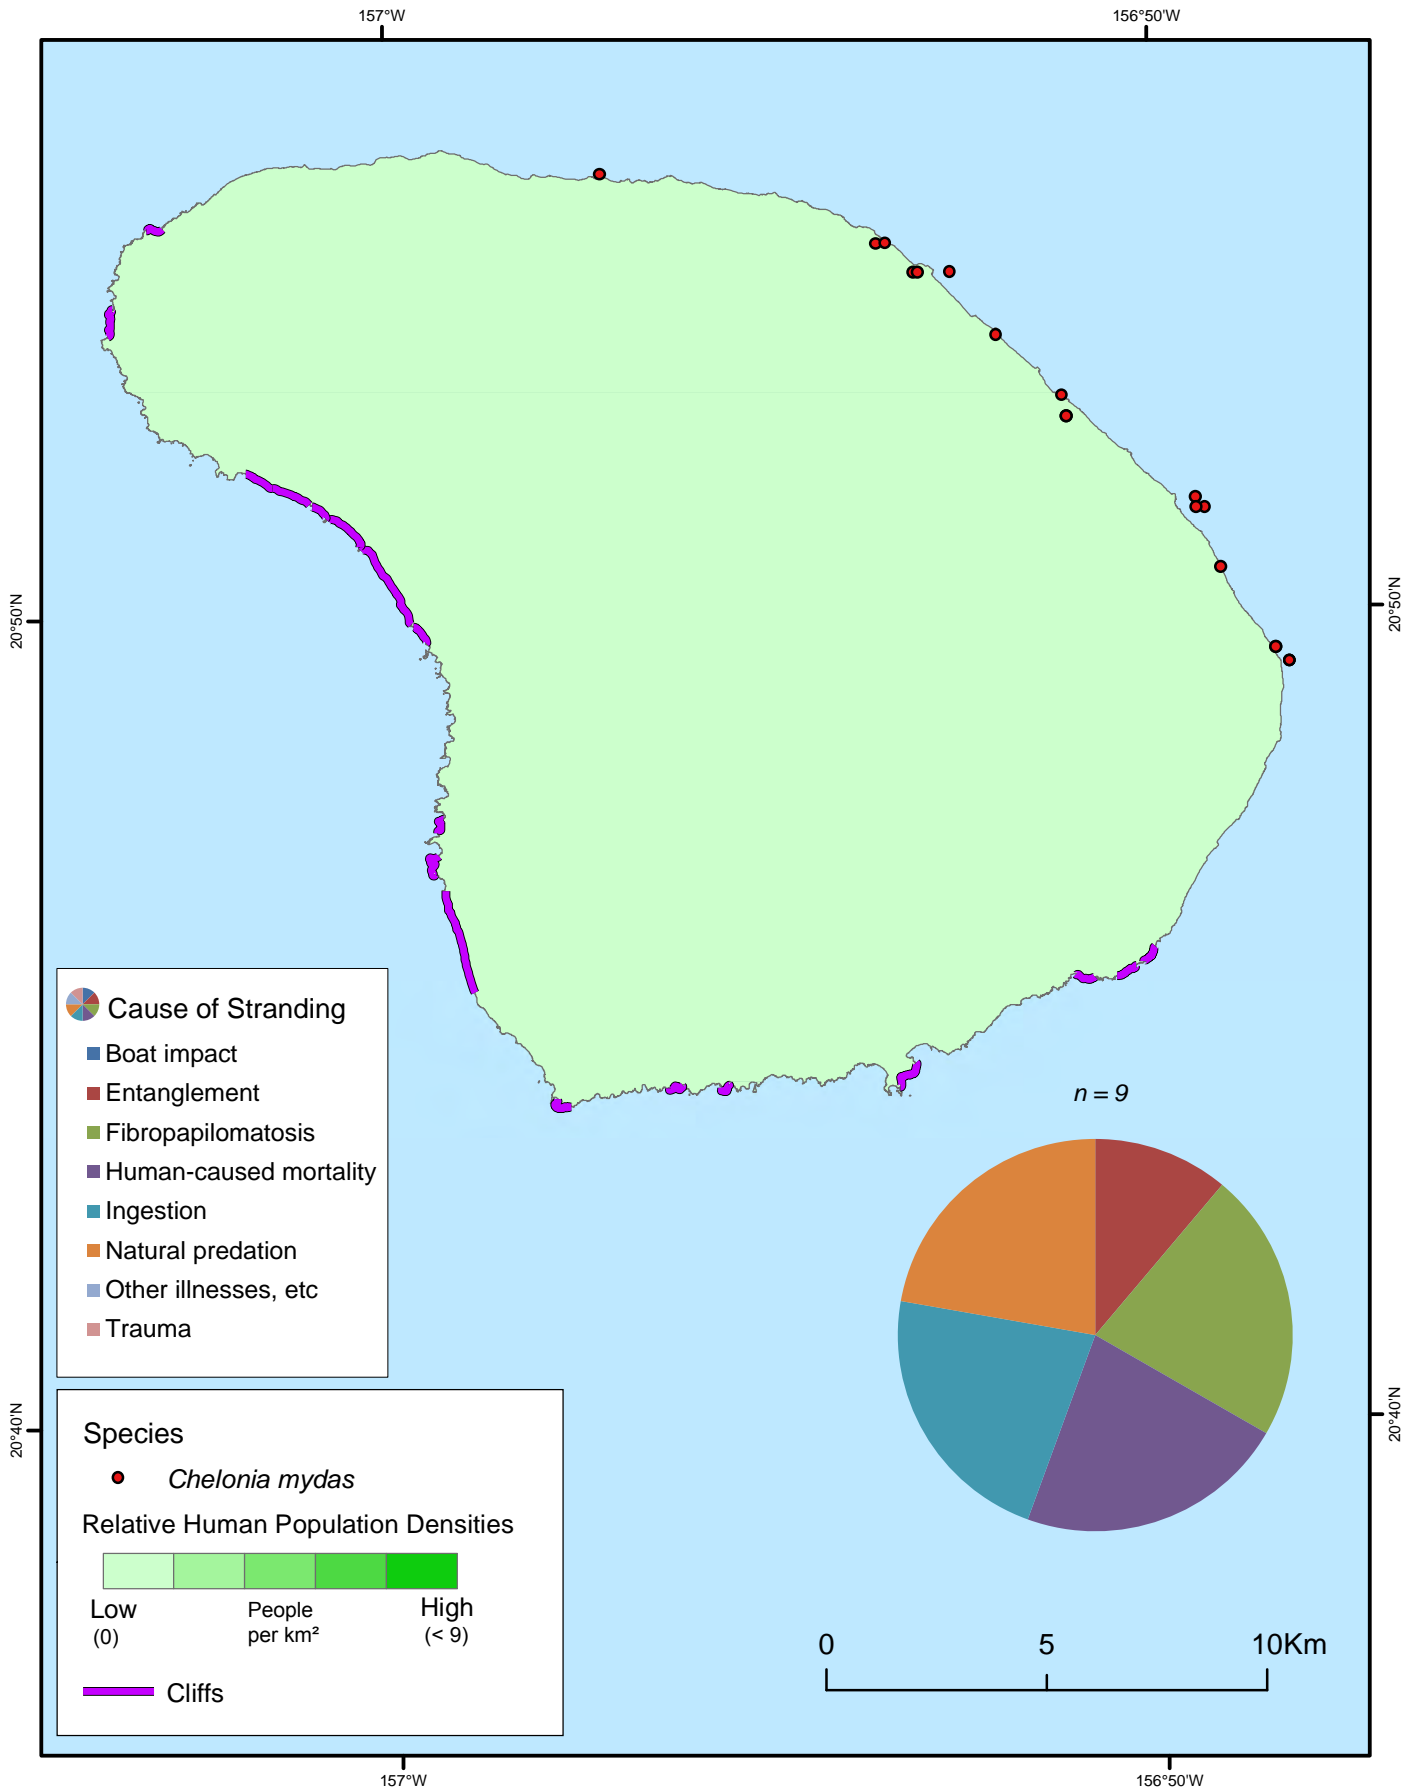 157°W
156°50'W
20°50'N
20°50'N
Cause of Stranding
Boat impact
Entanglement
Fibropapilomatosis
Human-caused mortality
Ingestion
Natural predation
Other illnesses, etc
Trauma
n = 9
20°40'N
20°40'N
Species
Chelonia mydas
Relative Human Population Densities
Low
(0)
People
per km²
High
(< 9)
Cliffs
0 5 10Km
157°W
156°50'W